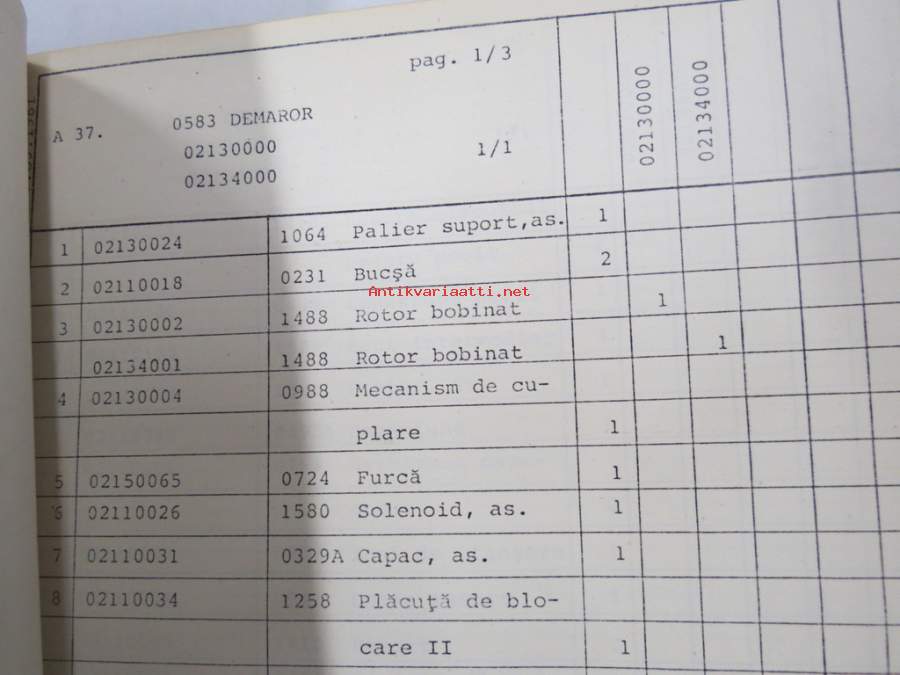 pag. 1/3
A 37. 0583 DEMAROR
02130000 1/1
02134000
02130000
02134000
1 02130024 1064 Palier suport,as. 1
2 02110018 0231 Bucşă 2
Antikvariaatti.net
3 02130002 1488 Rotor bobinat 1
02134001 1488 Rotor bobinat 1
4 02130004 0988 Mecanism de cu-
plare 1
5 02150065 0724 Furcă 1
6 02110026 1580 Solenoid, as. 1
7 02110031 0329A Capac, as. 1
8 02110034 1258 Plăcuţă de blo-
care II 1